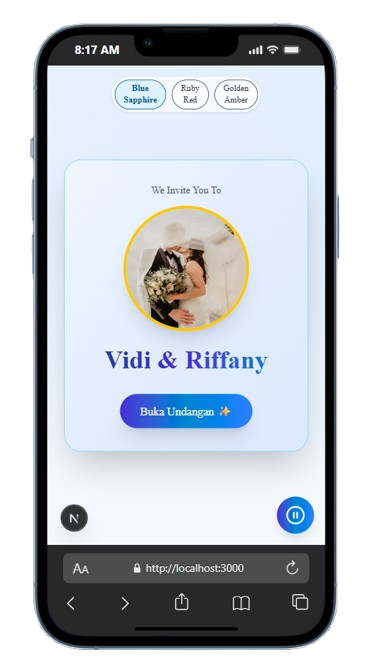 8:17 AM
Blue
Sapphire
Ruby
Red
Golden
Amber
We Invite You To
Vidi & Riffany
Buka Undangan ✨
N
AA
http://localhost:3000